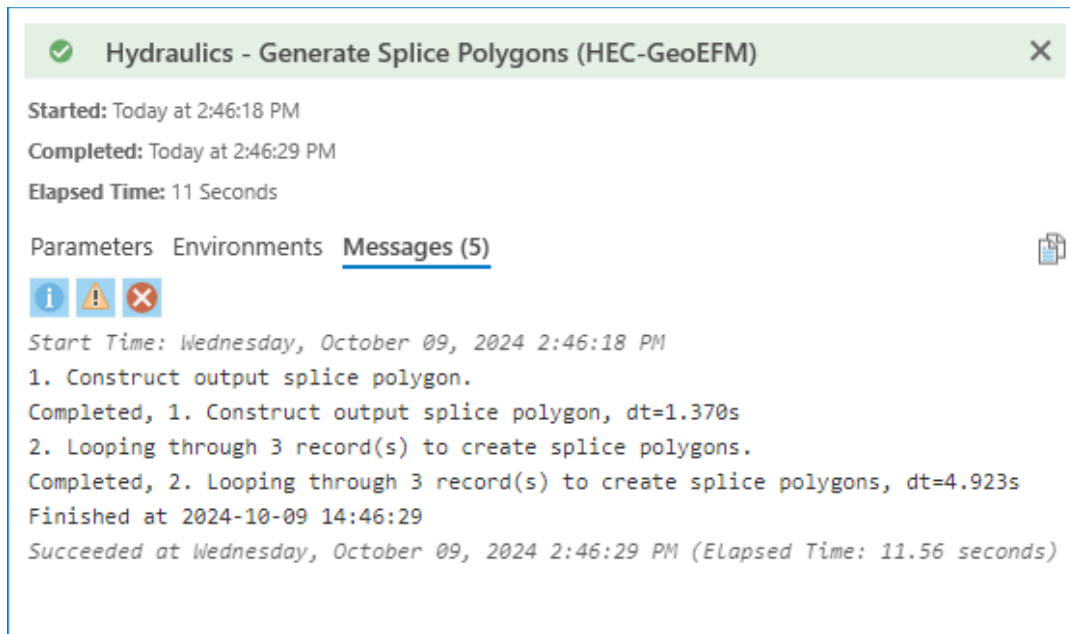 Hydraulics - Generate Splice Polygons (HEC-GeoEFM)
Started: Today at 2:46:18 PM
Completed: Today at 2:46:29 PM
Elapsed Time: 11 Seconds
Parameters Environments Messages (5)
Start Time: Wednesday, October 09, 2024 2:46:18 PM
1. Construct output splice polygon.
Completed, 1. Construct output splice polygon, dt=1.370s
2. Looping through 3 record(s) to create splice polygons.
Completed, 2. Looping through 3 record(s) to create splice polygons, dt=4.923s
Finished at 2024-10-09 14:46:29
Succeeded at Wednesday, October 09, 2024 2:46:29 PM (Elapsed Time: 11.56 seconds)